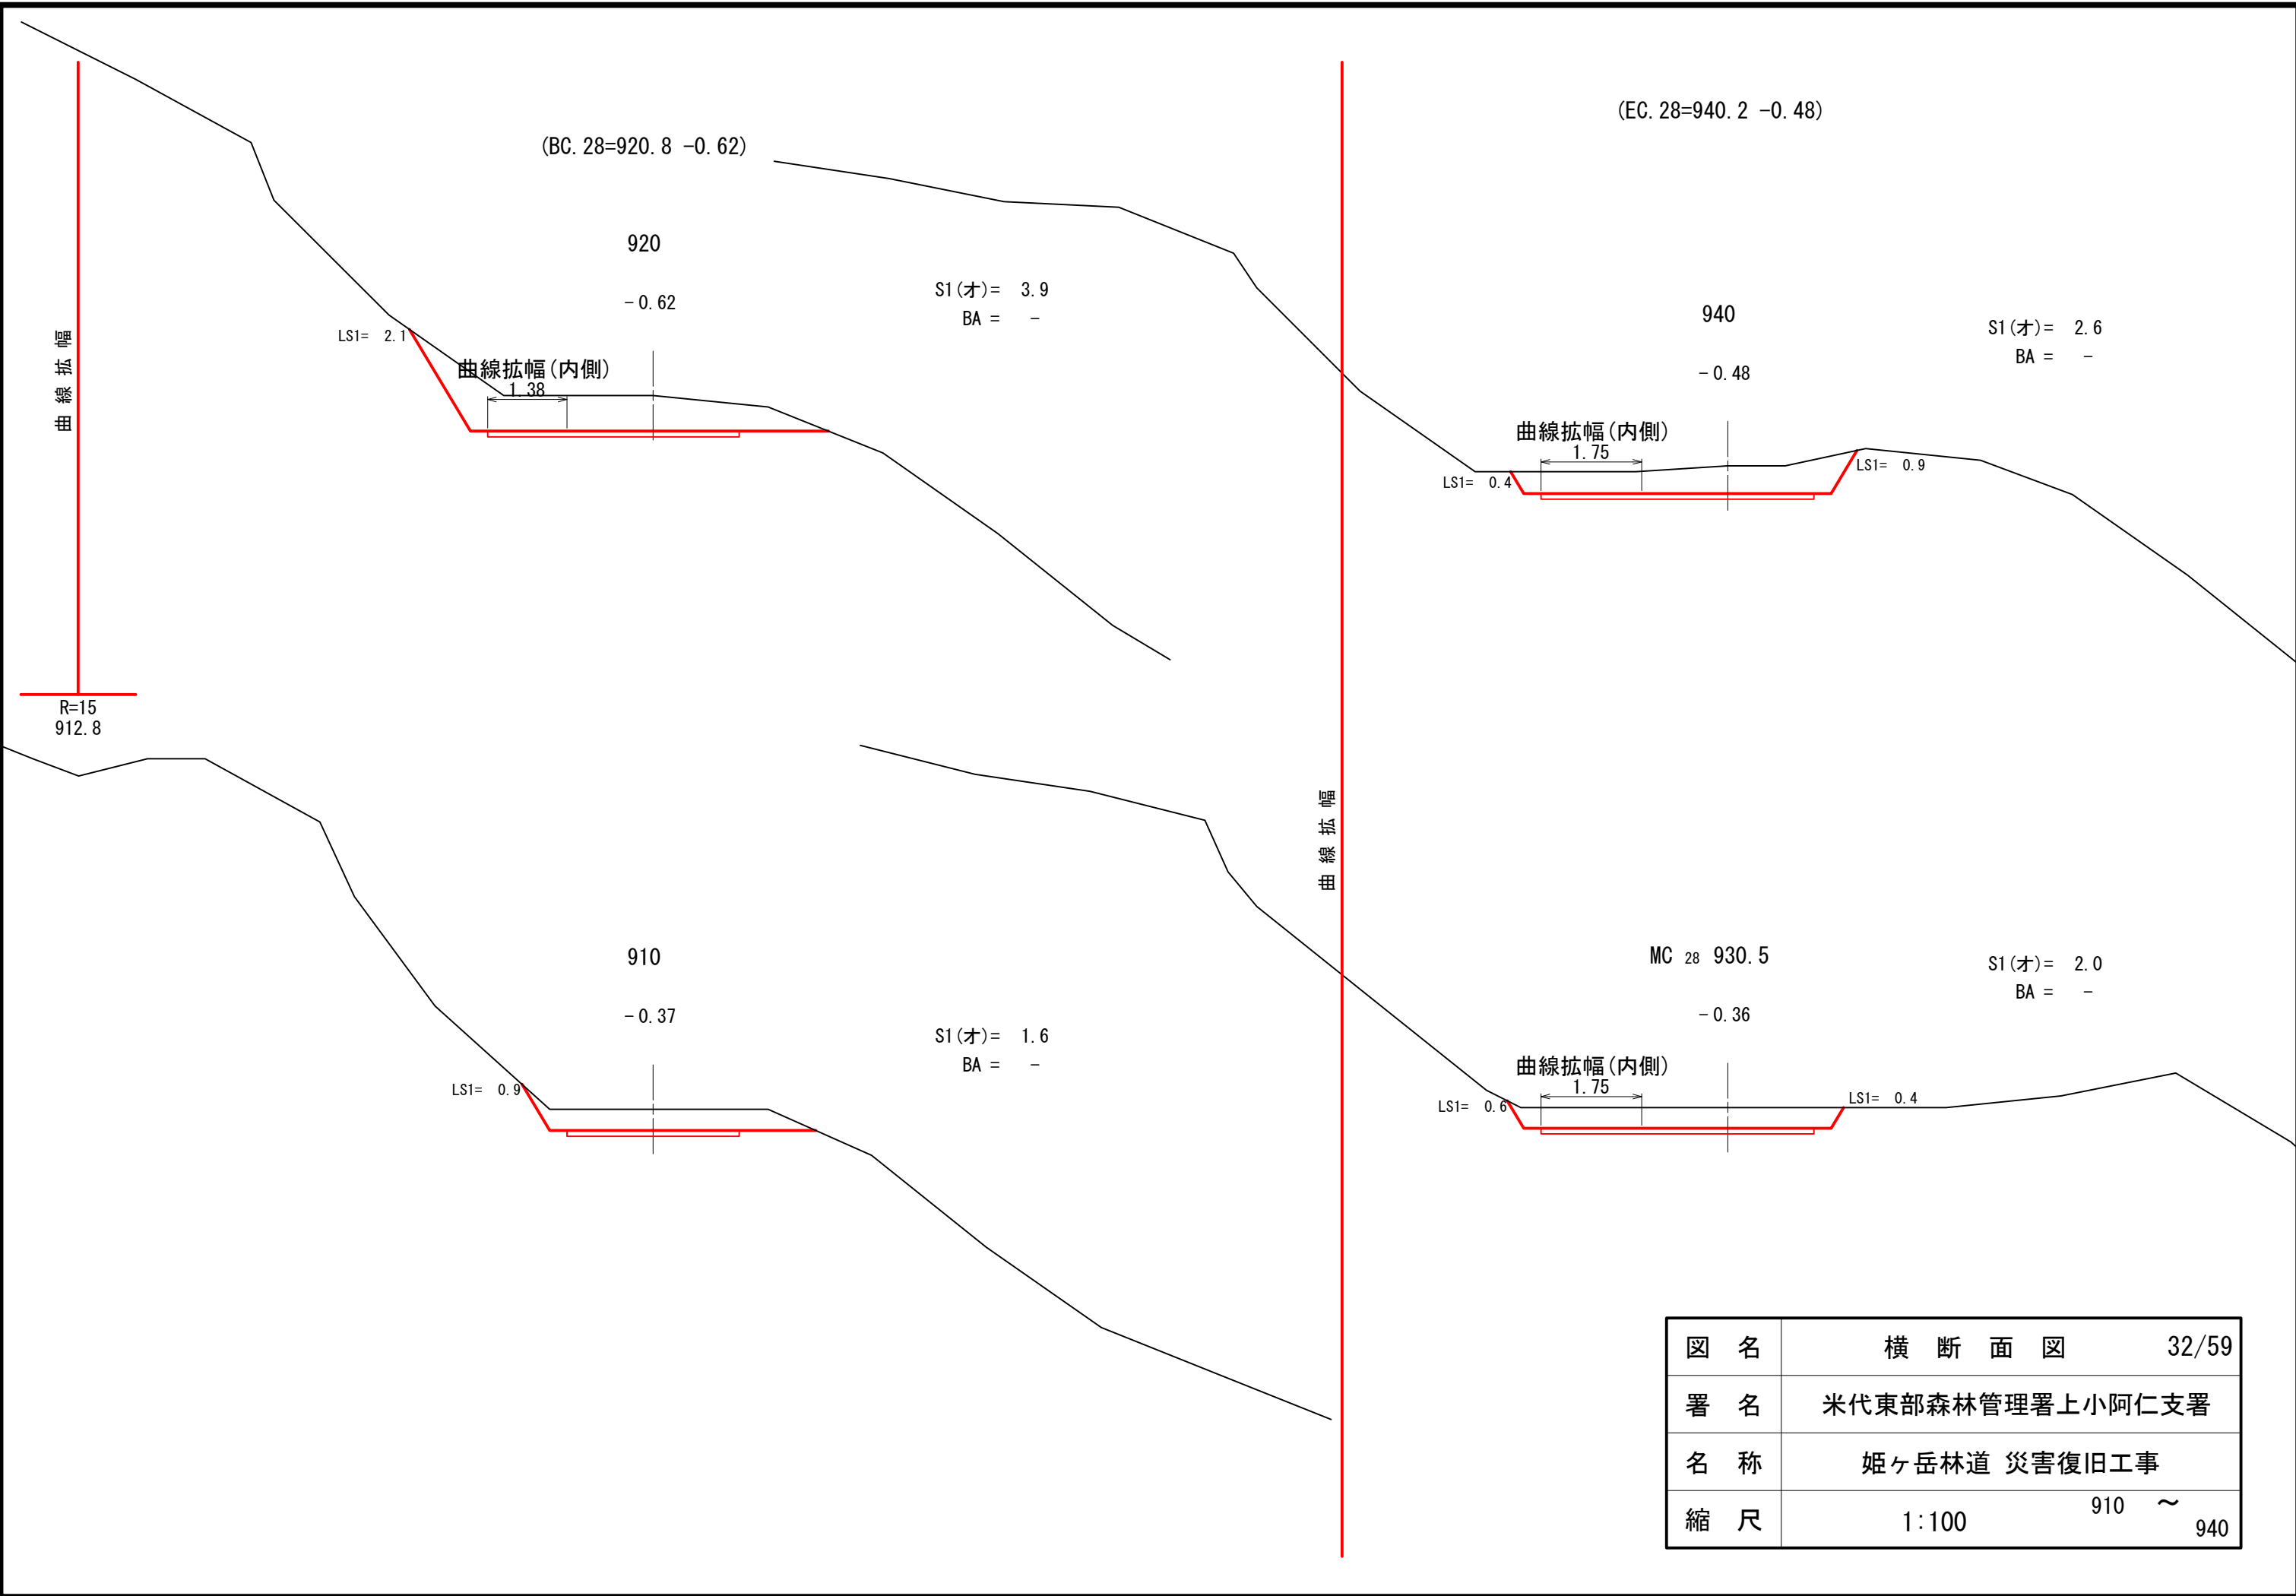 (BC.28=920.8 -0.62)
920
-0.62
S1(オ)= 3.9
BA = -
LS1= 2.1
曲線拡幅(内側)
1.38
曲線拡幅
R=15
912.8
910
-0.37
S1(オ)= 1.6
BA = -
LS1= 0.9
(EC.28=940.2 -0.48)
940
-0.48
S1(オ)= 2.6
BA = -
曲線拡幅(内側)
1.75
LS1= 0.4
LS1= 0.9
曲線拡幅
MC 28 930.5
-0.36
S1(オ)= 2.0
BA = -
曲線拡幅(内側)
1.75
LS1= 0.6
LS1= 0.4
図 名 横 断 面 図 32/59
署 名 米代東部森林管理署上小阿仁支署
名 称 姫ヶ岳林道 災害復旧工事
縮 尺 1:100 910 ~ 940